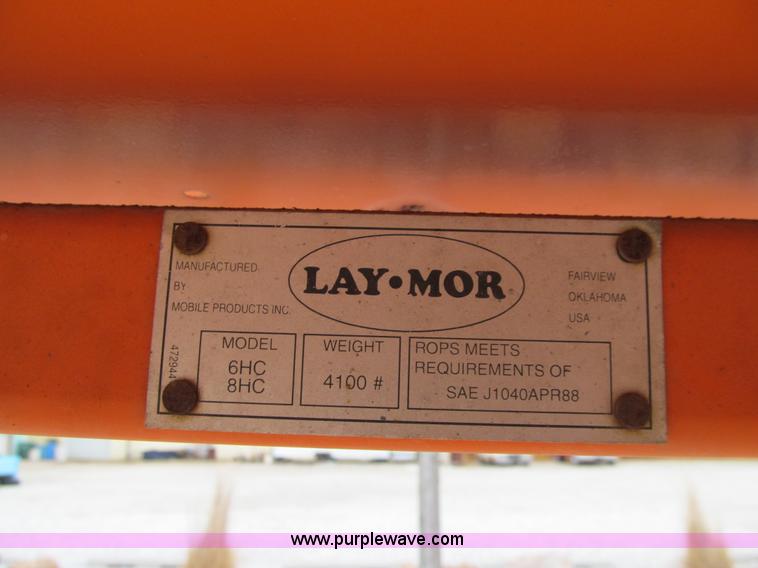 LAY•MOR
MANUFACTURED
BY
MOBILE PRODUCTS INC.
FAIRVIEW
OKLAHOMA
USA
472944
MODEL
6HC
8HC
WEIGHT
4100 #
ROPS MEETS
REQUIREMENTS OF
SAE J1040APR88
www.purplewave.com